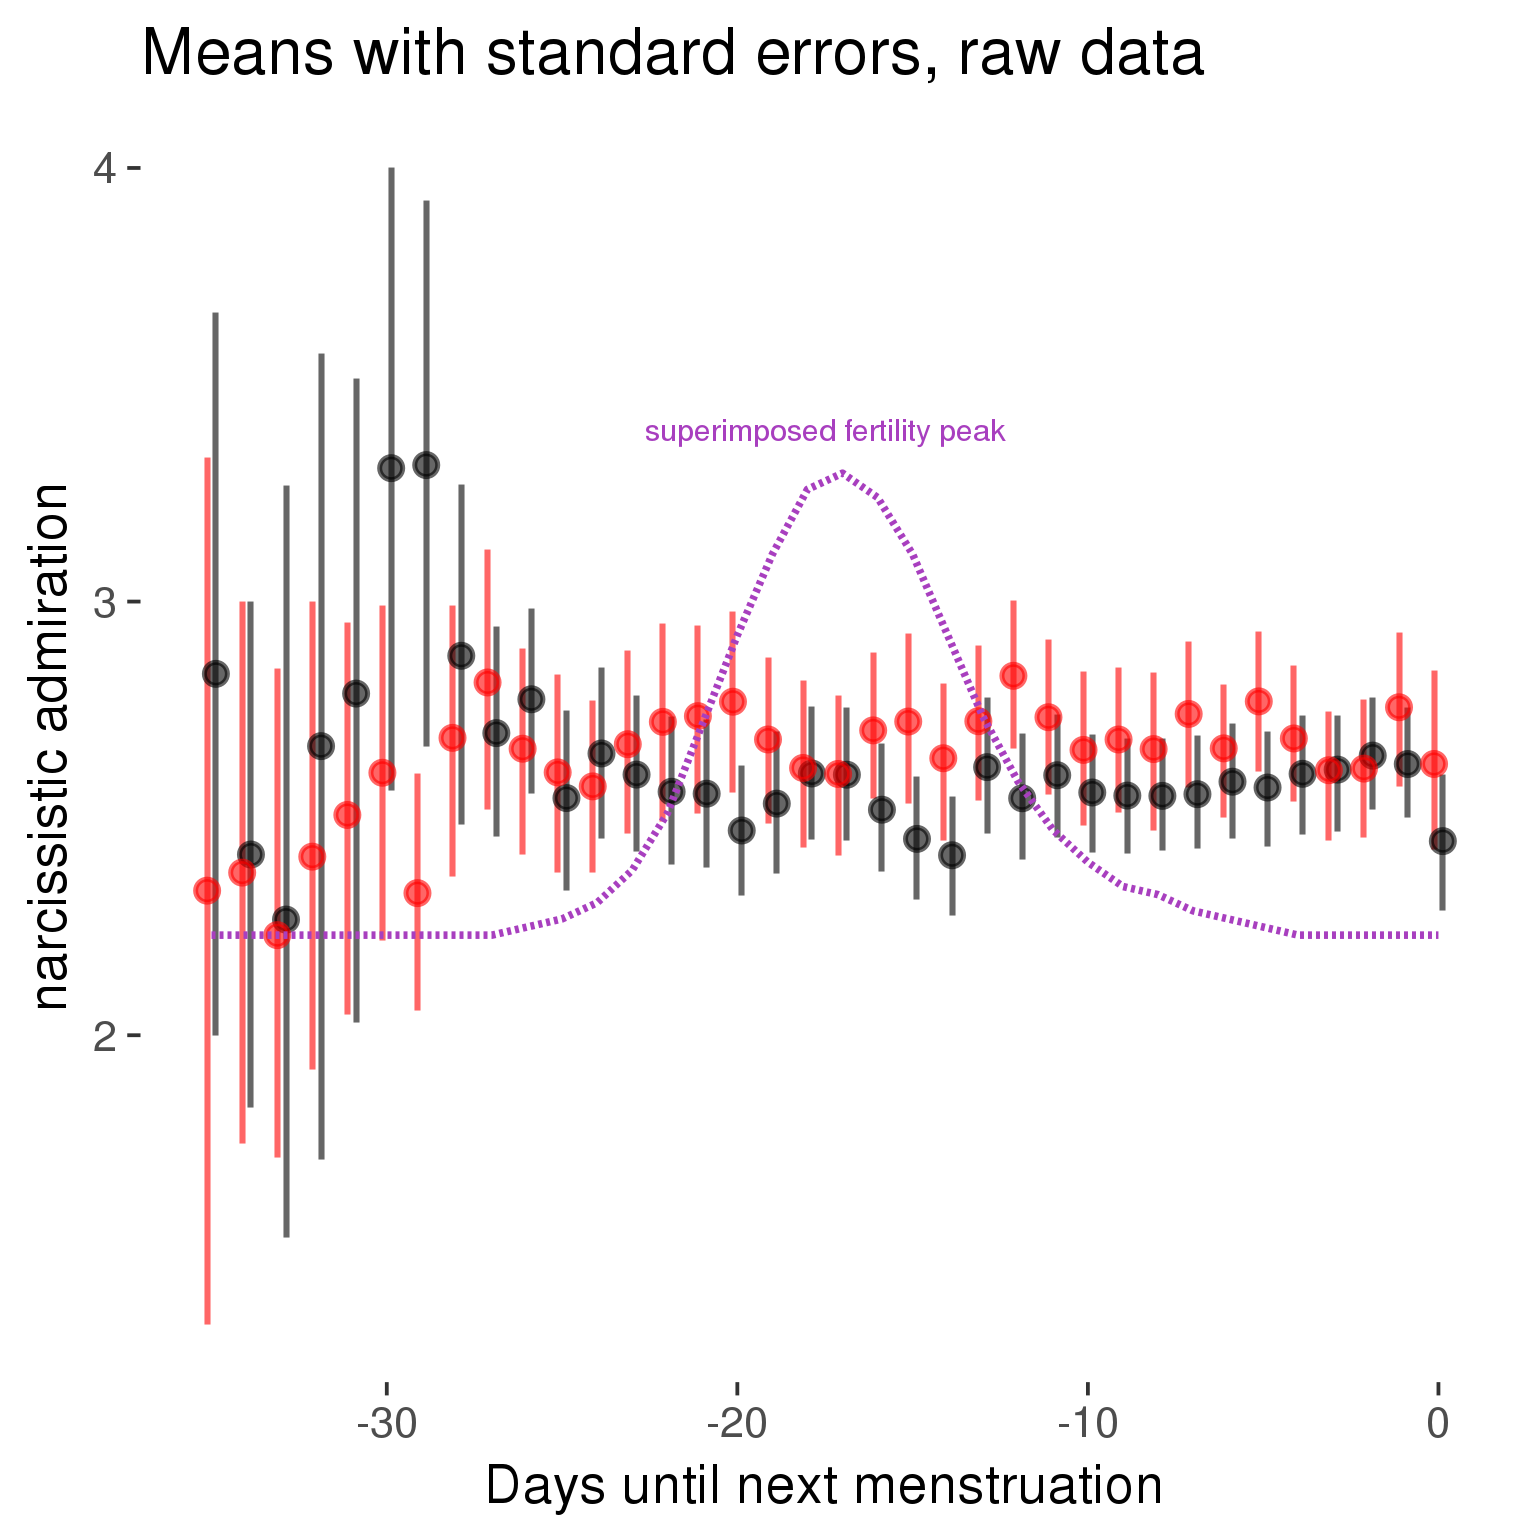 Means with standard errors, raw data
narcissistic admiration
4
3
2
superimposed fertility peak
-30
-20
-10
0
Days until next menstruation